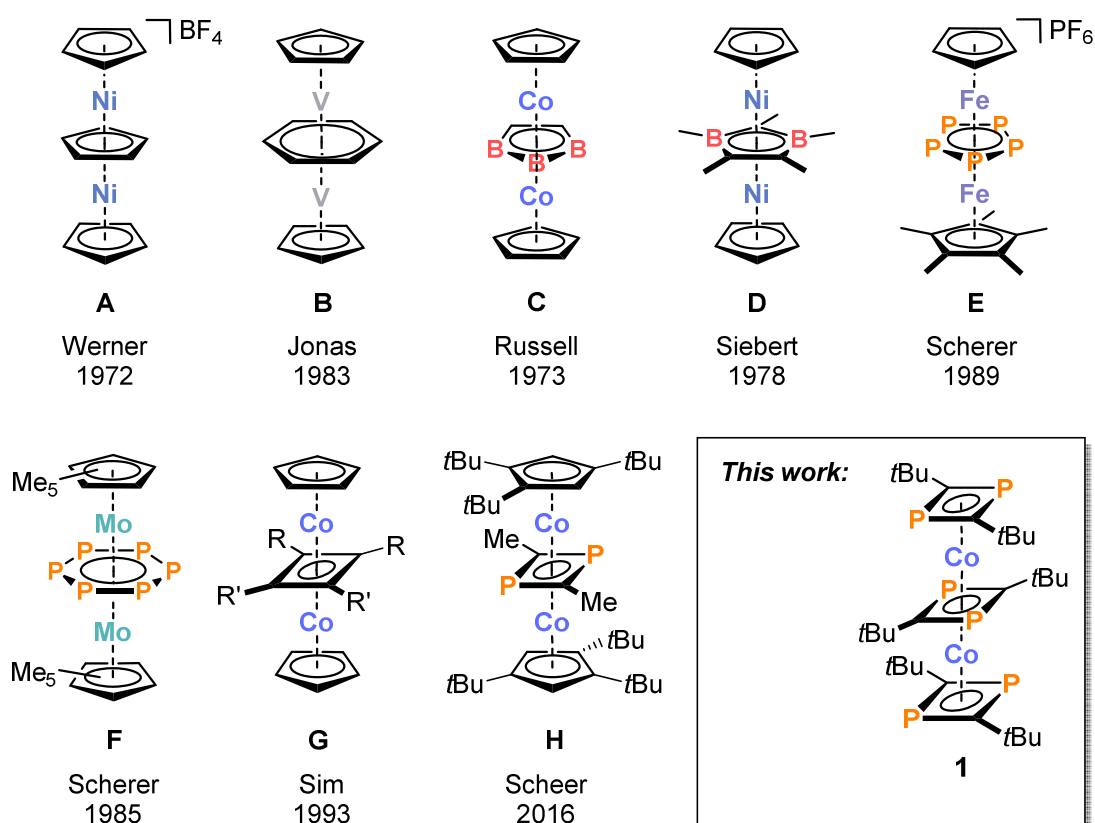 BF4
PF6
Ni
V
Co
Ni
Fe
P P
B B
B
B B
P P
P
Ni
V
Co
Ni
Fe
A
B
C
D
E
Werner
1972
Jonas
1983
Russell
1973
Siebert
1978
Scherer
1989
Me5
Mo
P P
P P
P P
Mo
Me5
F
Scherer
1985
Co
R R
R' R'
Co
G
Sim
1993
tBu tBu
tBu
Co
Me P
P Me
Co
tBu
tBu tBu
H
Scheer
2016
This work:
tBu P
P tBu
Co
P tBu
tBu P
Co
tBu P
P tBu
1